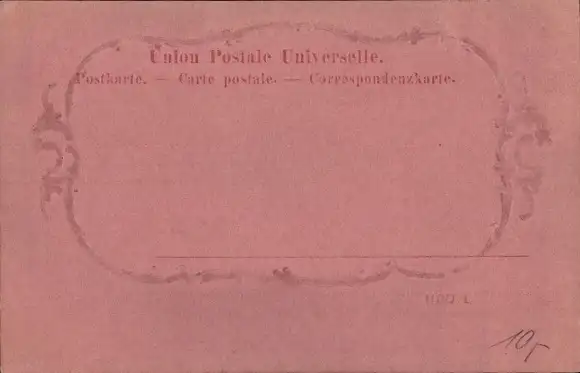 Union Postale Universelle.
Postkarte. — Carte postale. — Correspondenzkarte.
10,-